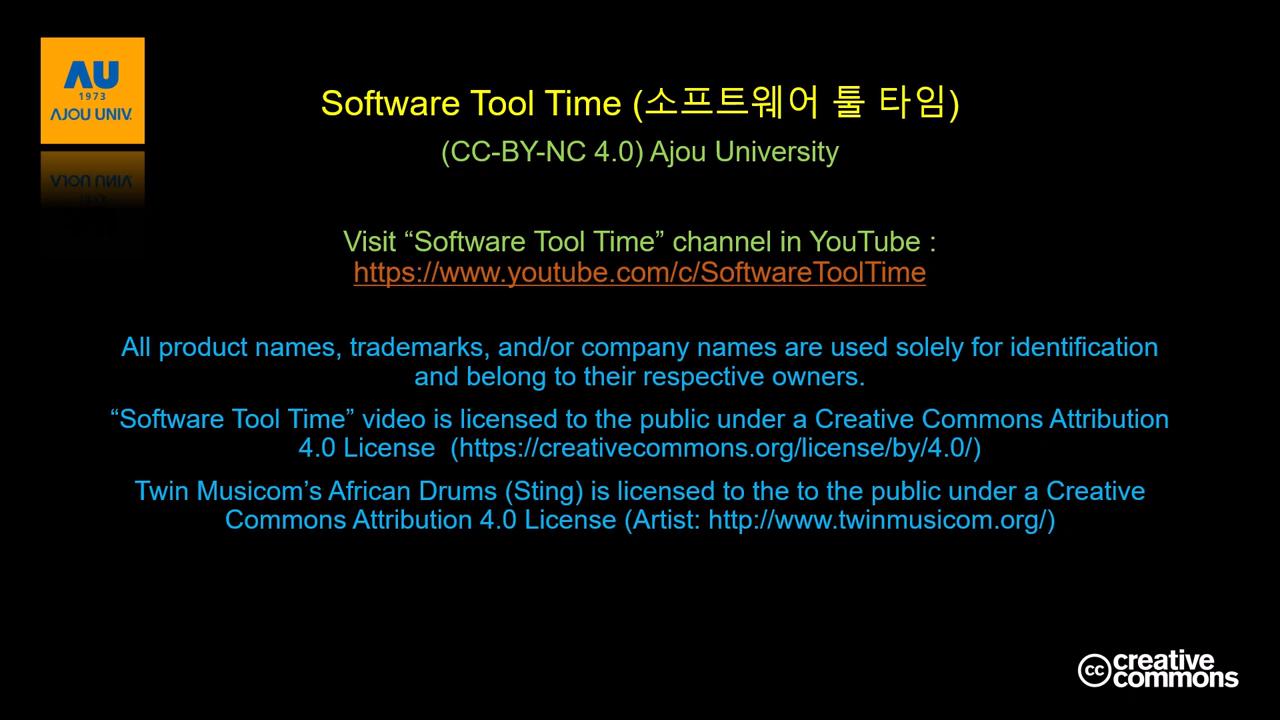 AU
1973
AJOU UNIV.
Software Tool Time (소프트웨어 툴 타임)
(CC-BY-NC 4.0) Ajou University
Visit “Software Tool Time” channel in YouTube :
https://www.youtube.com/c/SoftwareToolTime
All product names, trademarks, and/or company names are used solely for identification
and belong to their respective owners.
“Software Tool Time” video is licensed to the public under a Creative Commons Attribution
4.0 License (https://creativecommons.org/license/by/4.0/)
Twin Musicom’s African Drums (Sting) is licensed to the to the public under a Creative
Commons Attribution 4.0 License (Artist: http://www.twinmusicom.org/)
cc creative
commons